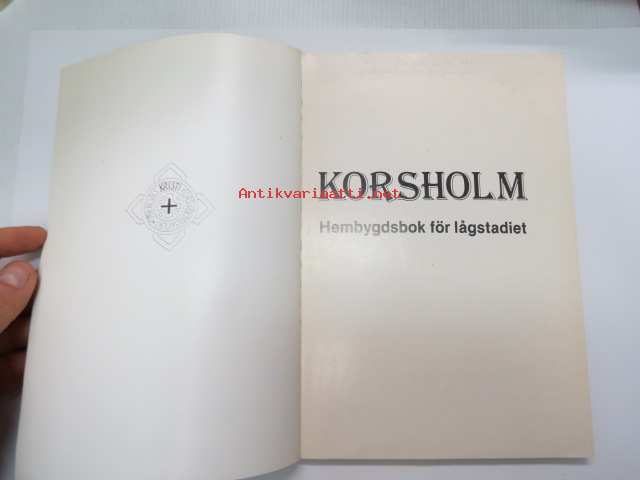 KORSHOLM
Antikvariaatti.net
Hembygdsbok för lågstadiet